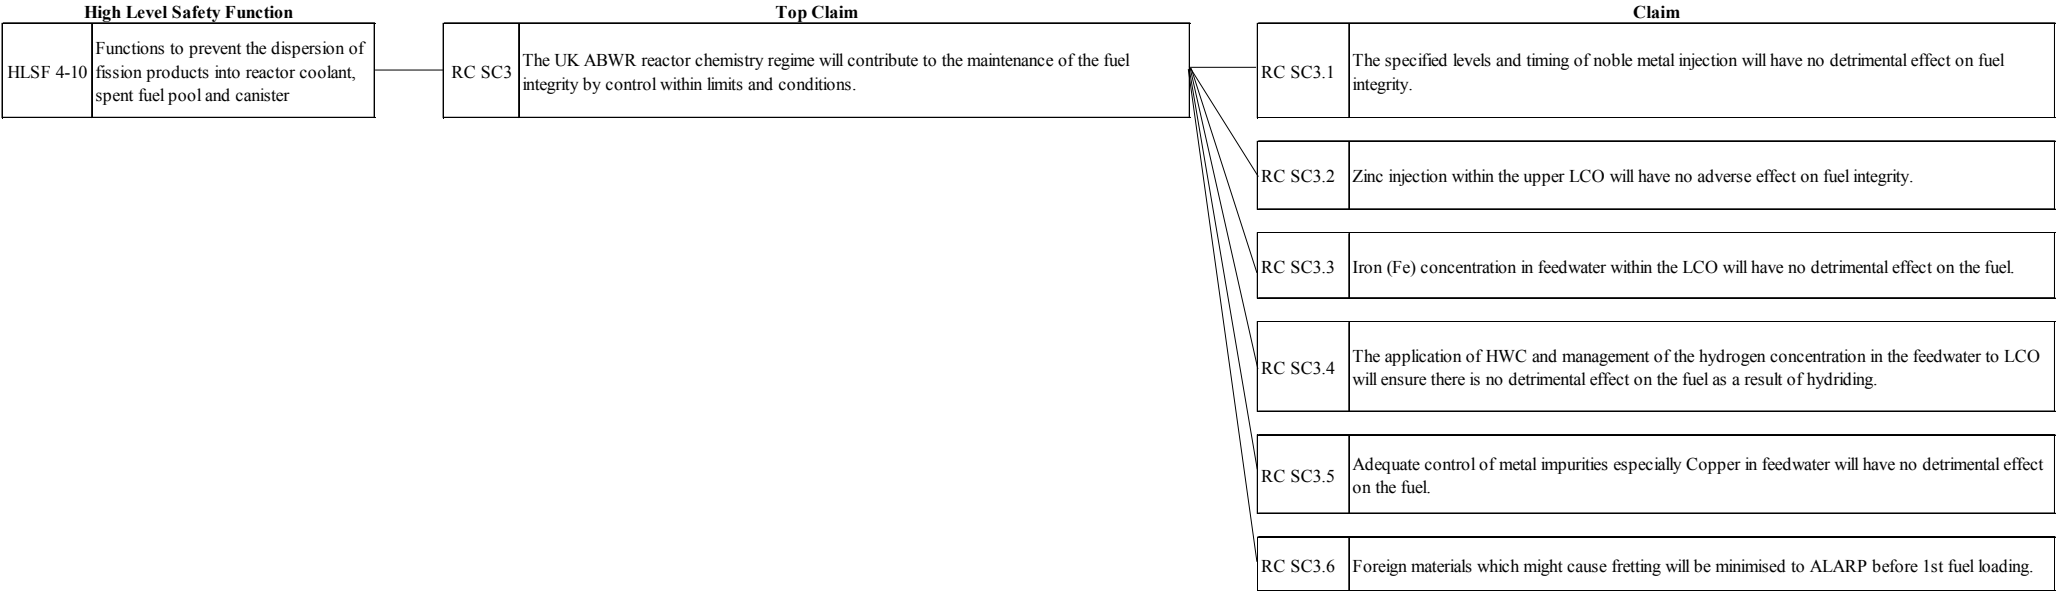 High Level Safety Function
Top Claim
Claim
HLSF 4-10
Functions to prevent the dispersion of
fission products into reactor coolant,
spent fuel pool and canister
RC SC3
The UK ABWR reactor chemistry regime will contribute to the maintenance of the fuel
integrity by control within limits and conditions.
RC SC3.1
The specified levels and timing of noble metal injection will have no detrimental effect on fuel
integrity.
RC SC3.2
Zinc injection within the upper LCO will have no adverse effect on fuel integrity.
RC SC3.3
Iron (Fe) concentration in feedwater within the LCO will have no detrimental effect on the fuel.
RC SC3.4
The application of HWC and management of the hydrogen concentration in the feedwater to LCO
will ensure there is no detrimental effect on the fuel as a result of hydriding.
RC SC3.5
Adequate control of metal impurities especially Copper in feedwater will have no detrimental effect
on the fuel.
RC SC3.6
Foreign materials which might cause fretting will be minimised to ALARP before 1st fuel loading.